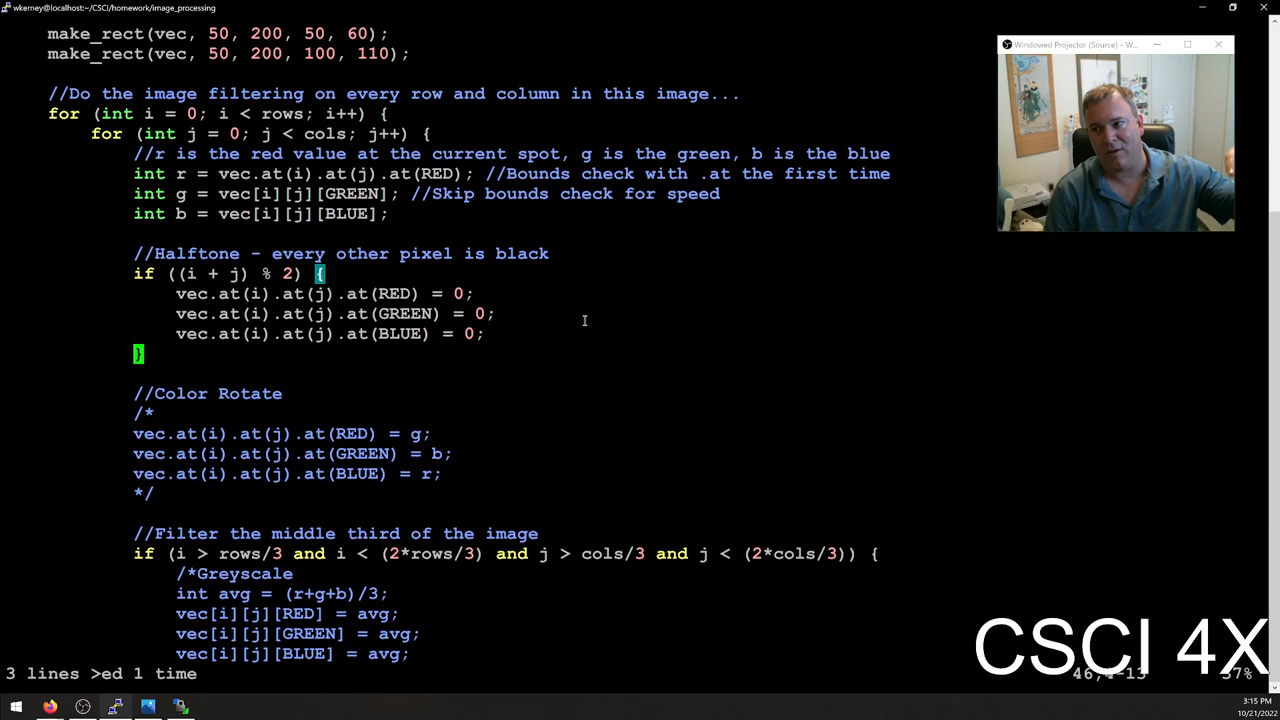 wkerney@localhost:~/CSCI/homework/image_processing
make_rect(vec, 50, 200, 50, 60);
make_rect(vec, 50, 200, 100, 110);
//Do the image filtering on every row and column in this image...
for (int i = 0; i < rows; i++) {
for (int j = 0; j < cols; j++) {
//r is the red value at the current spot, g is the green, b is the blue
int r = vec.at(i).at(j).at(RED); //Bounds check with .at the first time
int g = vec[i][j][GREEN]; //Skip bounds check for speed
int b = vec[i][j][BLUE];
//Halftone - every other pixel is black
if ((i + j) % 2) {
vec.at(i).at(j).at(RED) = 0;
vec.at(i).at(j).at(GREEN) = 0;
vec.at(i).at(j).at(BLUE) = 0;
}
//Color Rotate
/*
vec.at(i).at(j).at(RED) = g;
vec.at(i).at(j).at(GREEN) = b;
vec.at(i).at(j).at(BLUE) = r;
*/
//Filter the middle third of the image
if (i > rows/3 and i < (2*rows/3) and j > cols/3 and j < (2*cols/3)) {
/*Greyscale
int avg = (r+g+b)/3;
vec[i][j][RED] = avg;
vec[i][j][GREEN] = avg;
vec[i][j][BLUE] = avg;
3 lines >ed 1 time
Windowed Projector (Source) - W...
CSCI 4X
3:15 PM
10/21/2022